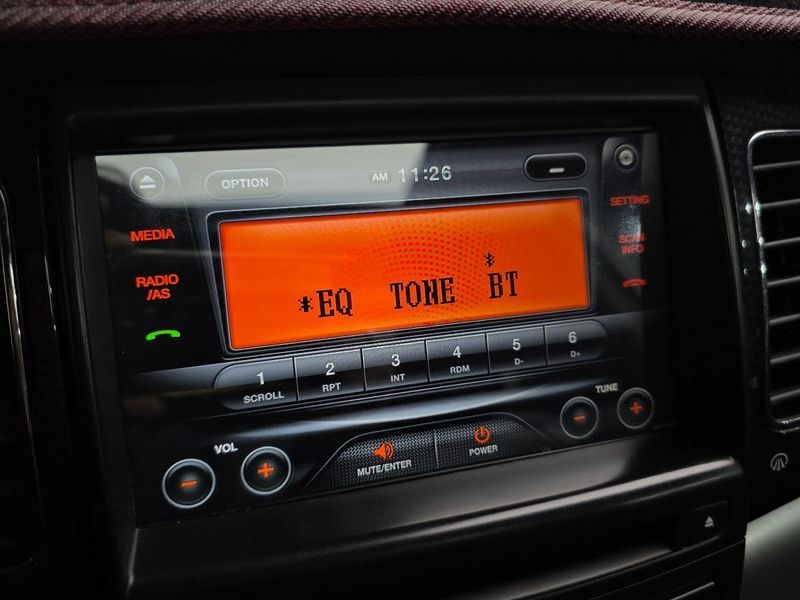 OPTION
AM 11:26
SETTING
MEDIA
SCAN
INFO
RADIO
/AS
*EQ TONE BT
1 2 3 4 5 6
SCROLL RPT INT RDM D- D+
TUNE
VOL
MUTE/ENTER
POWER